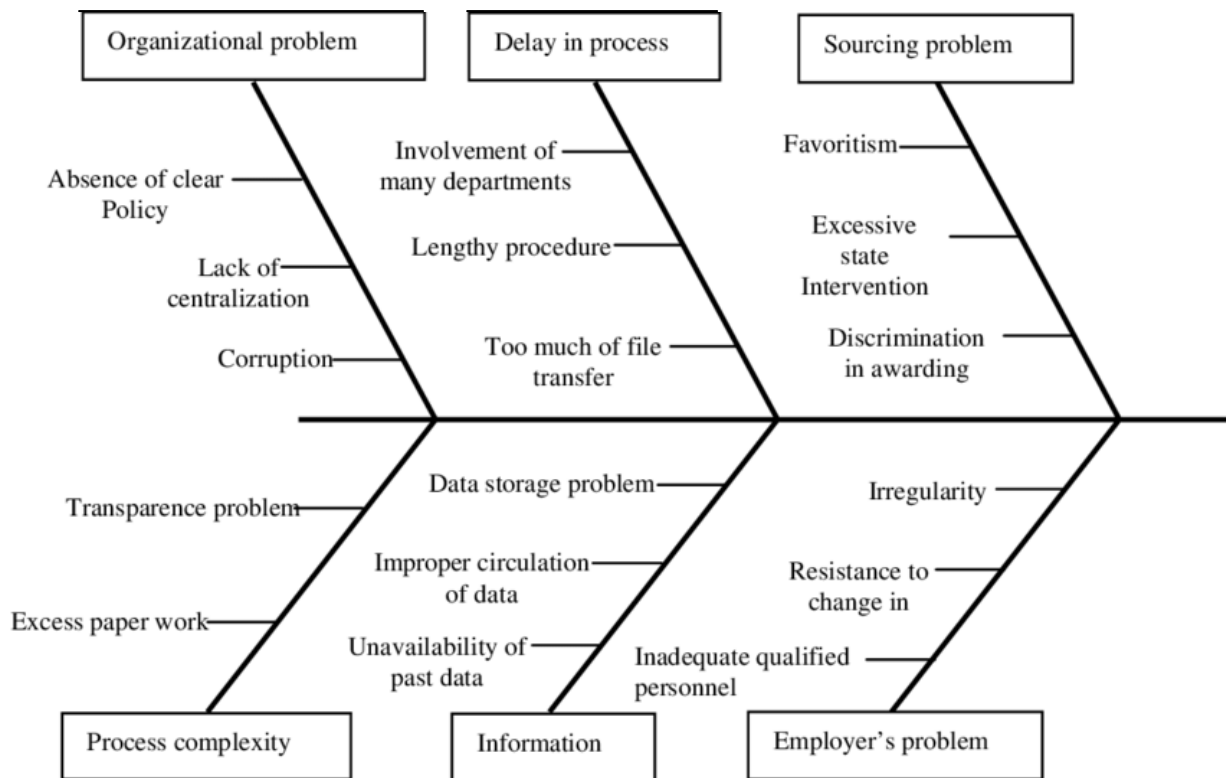 Organizational problem
Delay in process
Sourcing problem
Absence of clear
Policy
Lack of
centralization
Corruption
Involvement of
many departments
Lengthy procedure
Too much of file
transfer
Favoritism
Excessive
state
Intervention
Discrimination
in awarding
Transparence problem
Excess paper work
Data storage problem
Improper circulation
of data
Unavailability of
past data
Irregularity
Resistance to
change in
Inadequate qualified
personnel
Process complexity
Information
Employer's problem